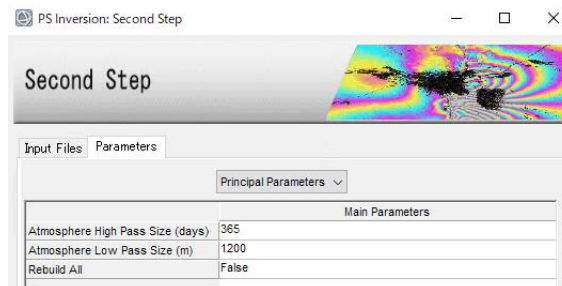 PS Inversion: Second Step
Second Step
Input Files Parameters
Principal Parameters
Main Parameters
Atmosphere High Pass Size (days) 365
Atmosphere Low Pass Size (m) 1200
Rebuild All False